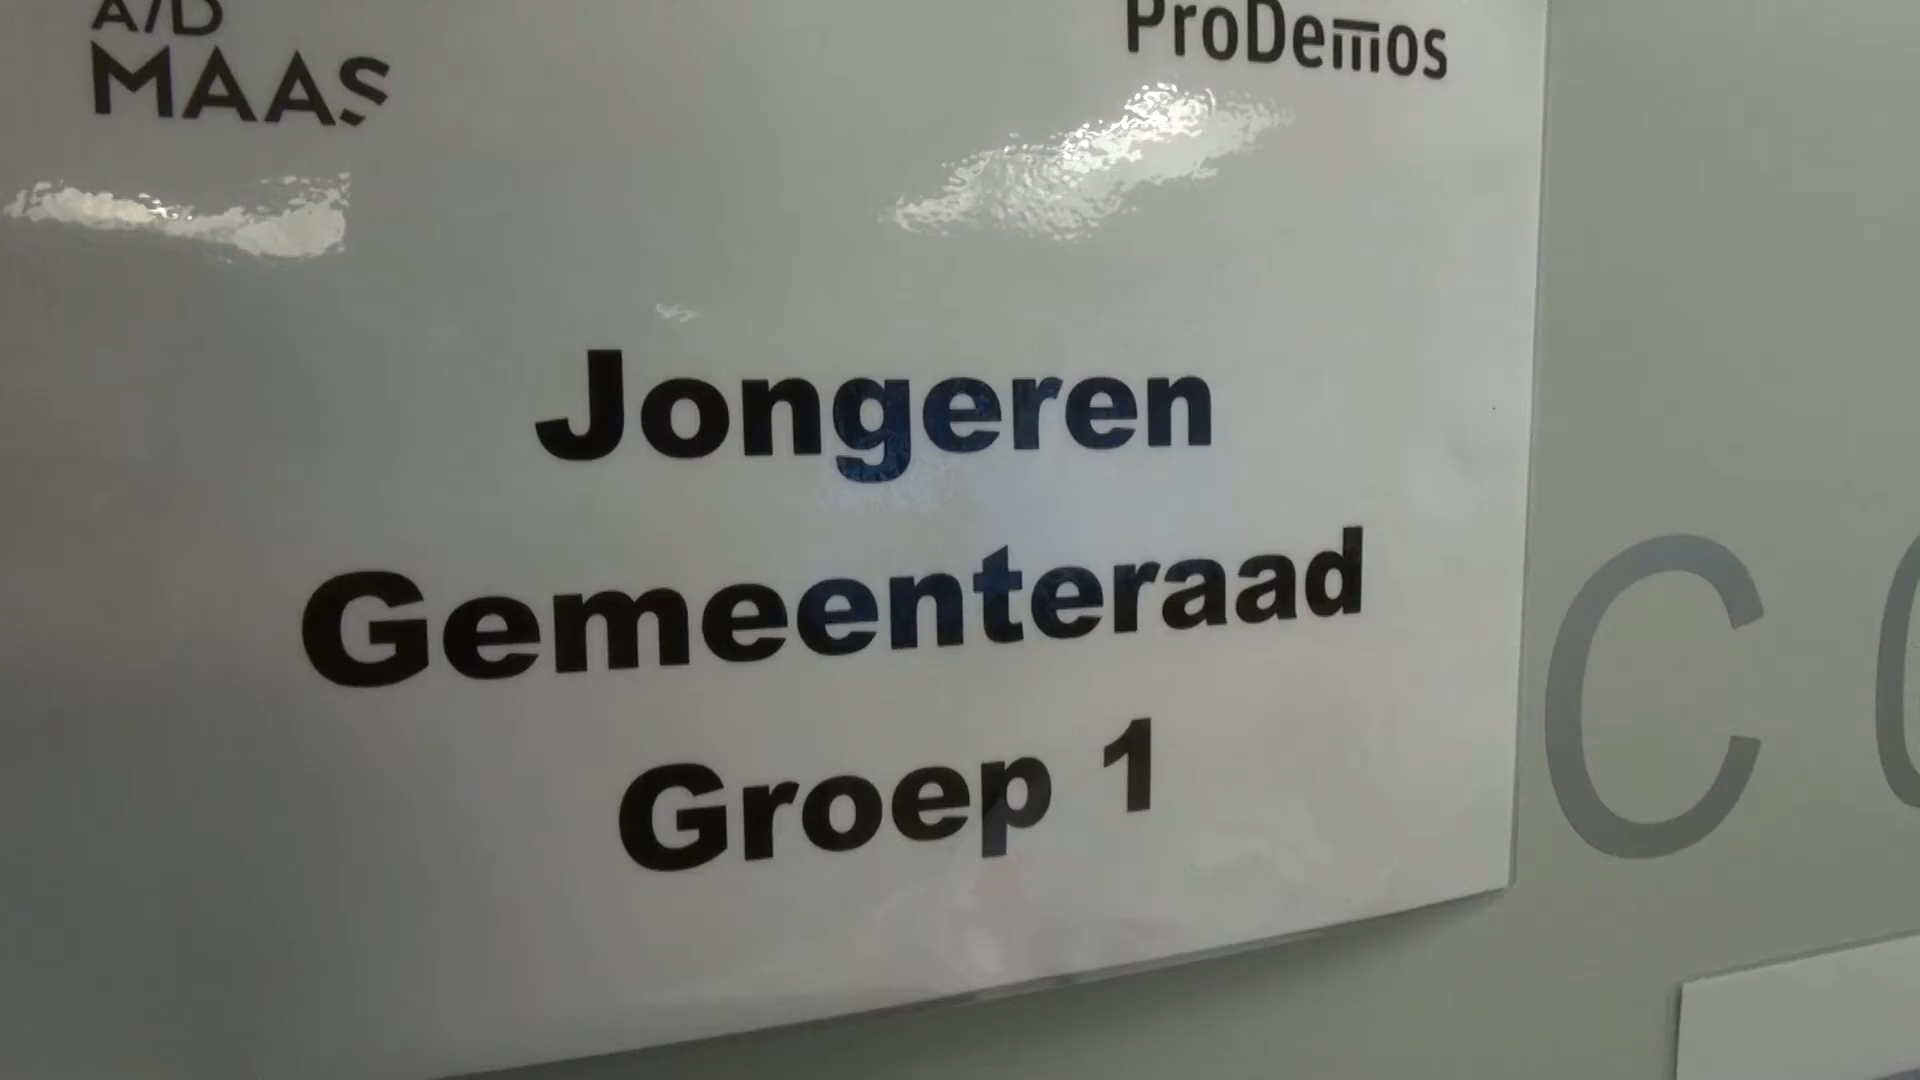 A/D
MAAS
ProDemos
Jongeren
Gemeenteraad
Groep 1
C